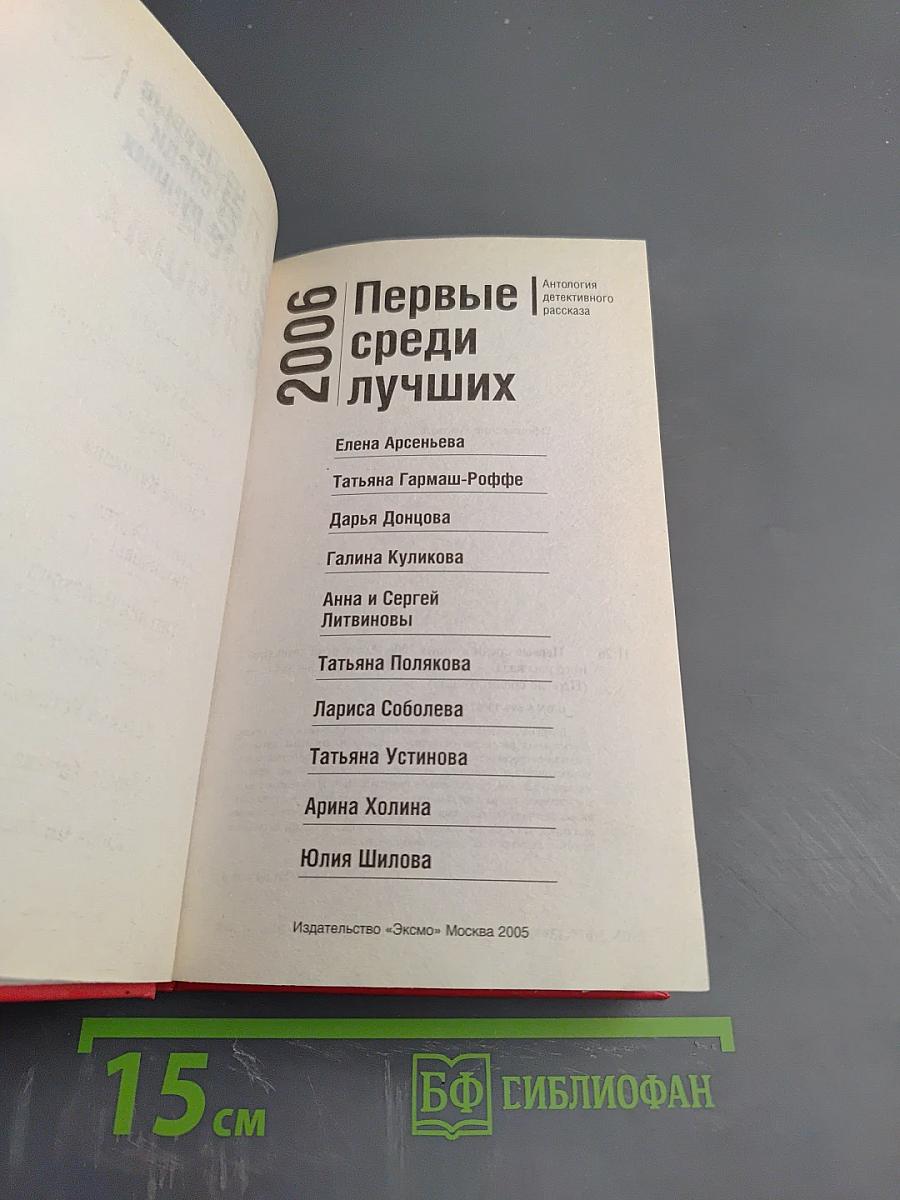 2006
Первые
среди
лучших
Антология
детективного
рассказа
Елена Арсеньева
Татьяна Гармаш-Роффе
Дарья Донцова
Галина Куликова
Анна и Сергей
Литвиновы
Татьяна Полякова
Лариса Соболева
Татьяна Устинова
Арина Холина
Юлия Шилова
Издательство «Эксмо» Москва 2005
15 см
БФ БИБЛИОФАН